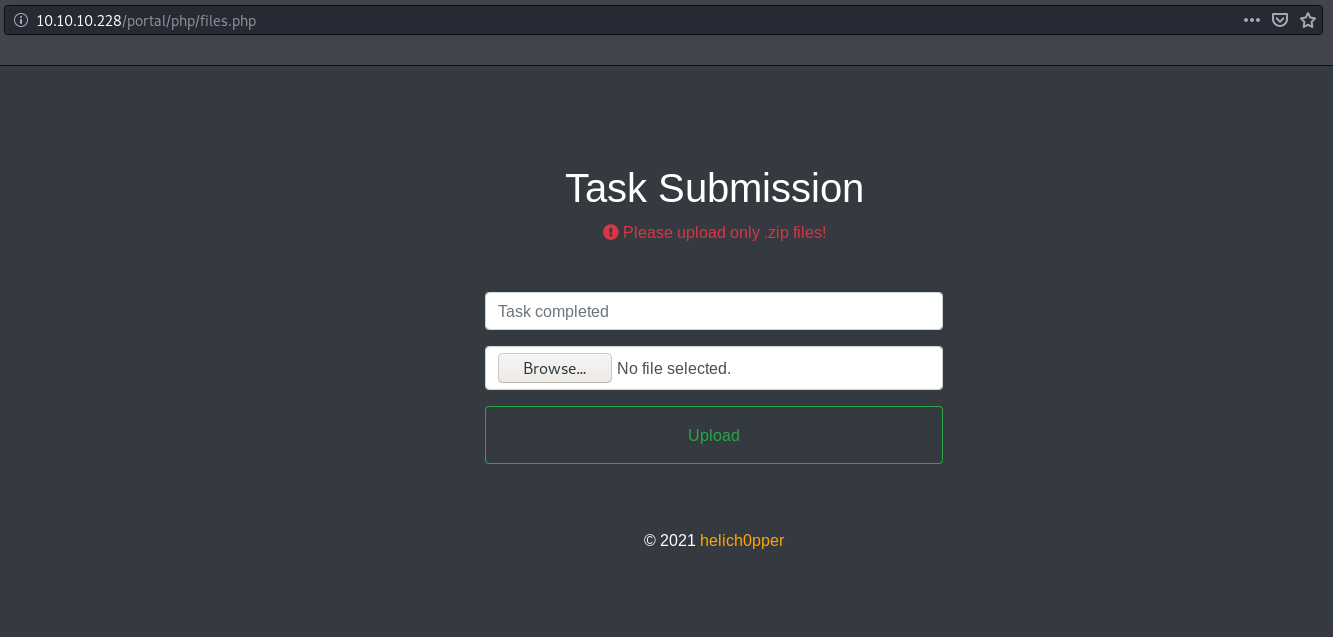 10.10.10.228/portal/php/files.php
Task Submission
Please upload only .zip files!
Task completed
Browse... No file selected.
Upload
© 2021 helich0pper